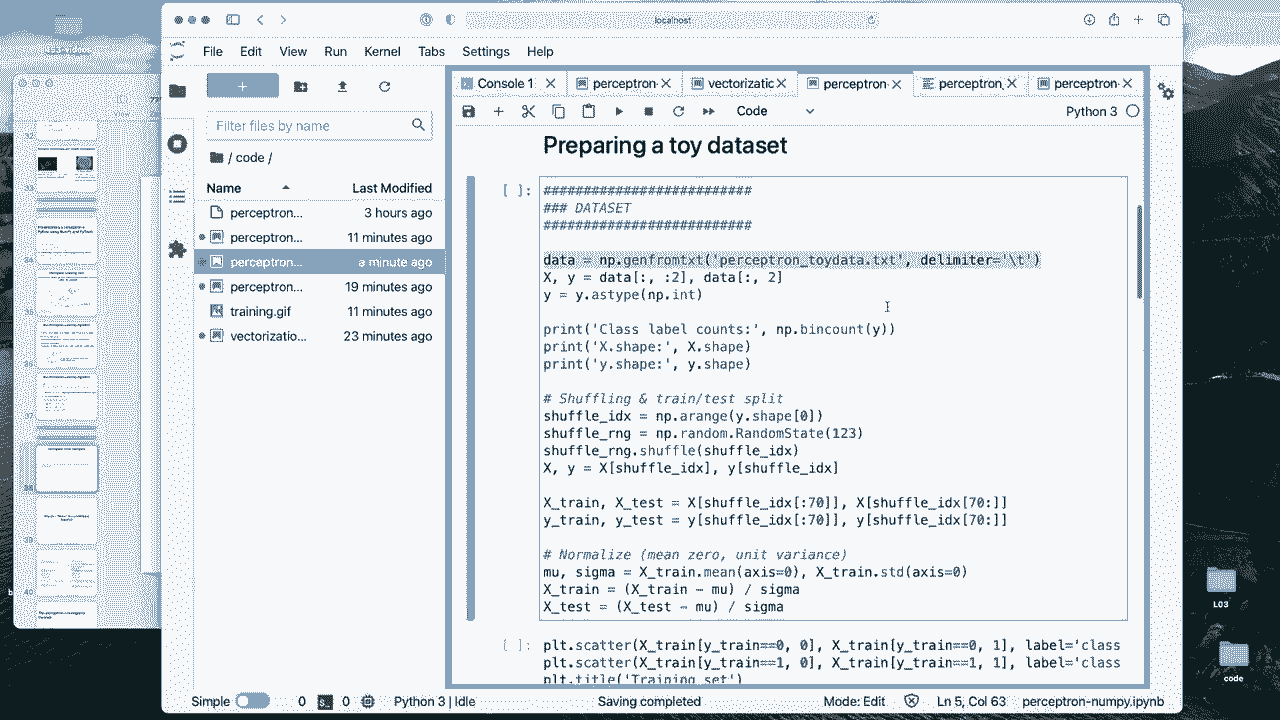 localhost
File Edit View Run Kernel Tabs Settings Help
Console 1 perceptron- vectorizatic perceptron- perceptron_ perceptron-
Code
Python 3
Filter files by name
/ code /
Name Last Modified
perceptron... 3 hours ago
perceptron... 11 minutes ago
perceptron... a minute ago
perceptron... 19 minutes ago
training.gif 11 minutes ago
vectorizatio... 23 minutes ago
Preparing a toy dataset
[ ]:
##########################
### DATASET
##########################
data = np.genfromtxt('perceptron_toydata.txt', delimiter='\t')
X, y = data[:, :2], data[:, 2]
y = y.astype(np.int)
print('Class label counts:', np.bincount(y))
print('X.shape:', X.shape)
print('y.shape:', y.shape)
# Shuffling & train/test split
shuffle_idx = np.arange(y.shape[0])
shuffle_rng = np.random.RandomState(123)
shuffle_rng.shuffle(shuffle_idx)
X, y = X[shuffle_idx], y[shuffle_idx]
X_train, X_test = X[shuffle_idx[:70]], X[shuffle_idx[70:]]
y_train, y_test = y[shuffle_idx[:70]], y[shuffle_idx[70:]]
# Normalize (mean zero, unit variance)
mu, sigma = X_train.mean(axis=0), X_train.std(axis=0)
X_train = (X_train - mu) / sigma
X_test = (X_test - mu) / sigma
[ ]:
plt.scatter(X_train[y_train==0, 0], X_train[y_train==0, 1], label='class
plt.scatter(X_train[y_train==1, 0], X_train[y_train==1, 1], label='class
plt.title('Training set')
Simple 0 0 Python 3 | Idle Saving completed Mode: Edit Ln 5, Col 63 perceptron-numpy.ipynb
L03
code